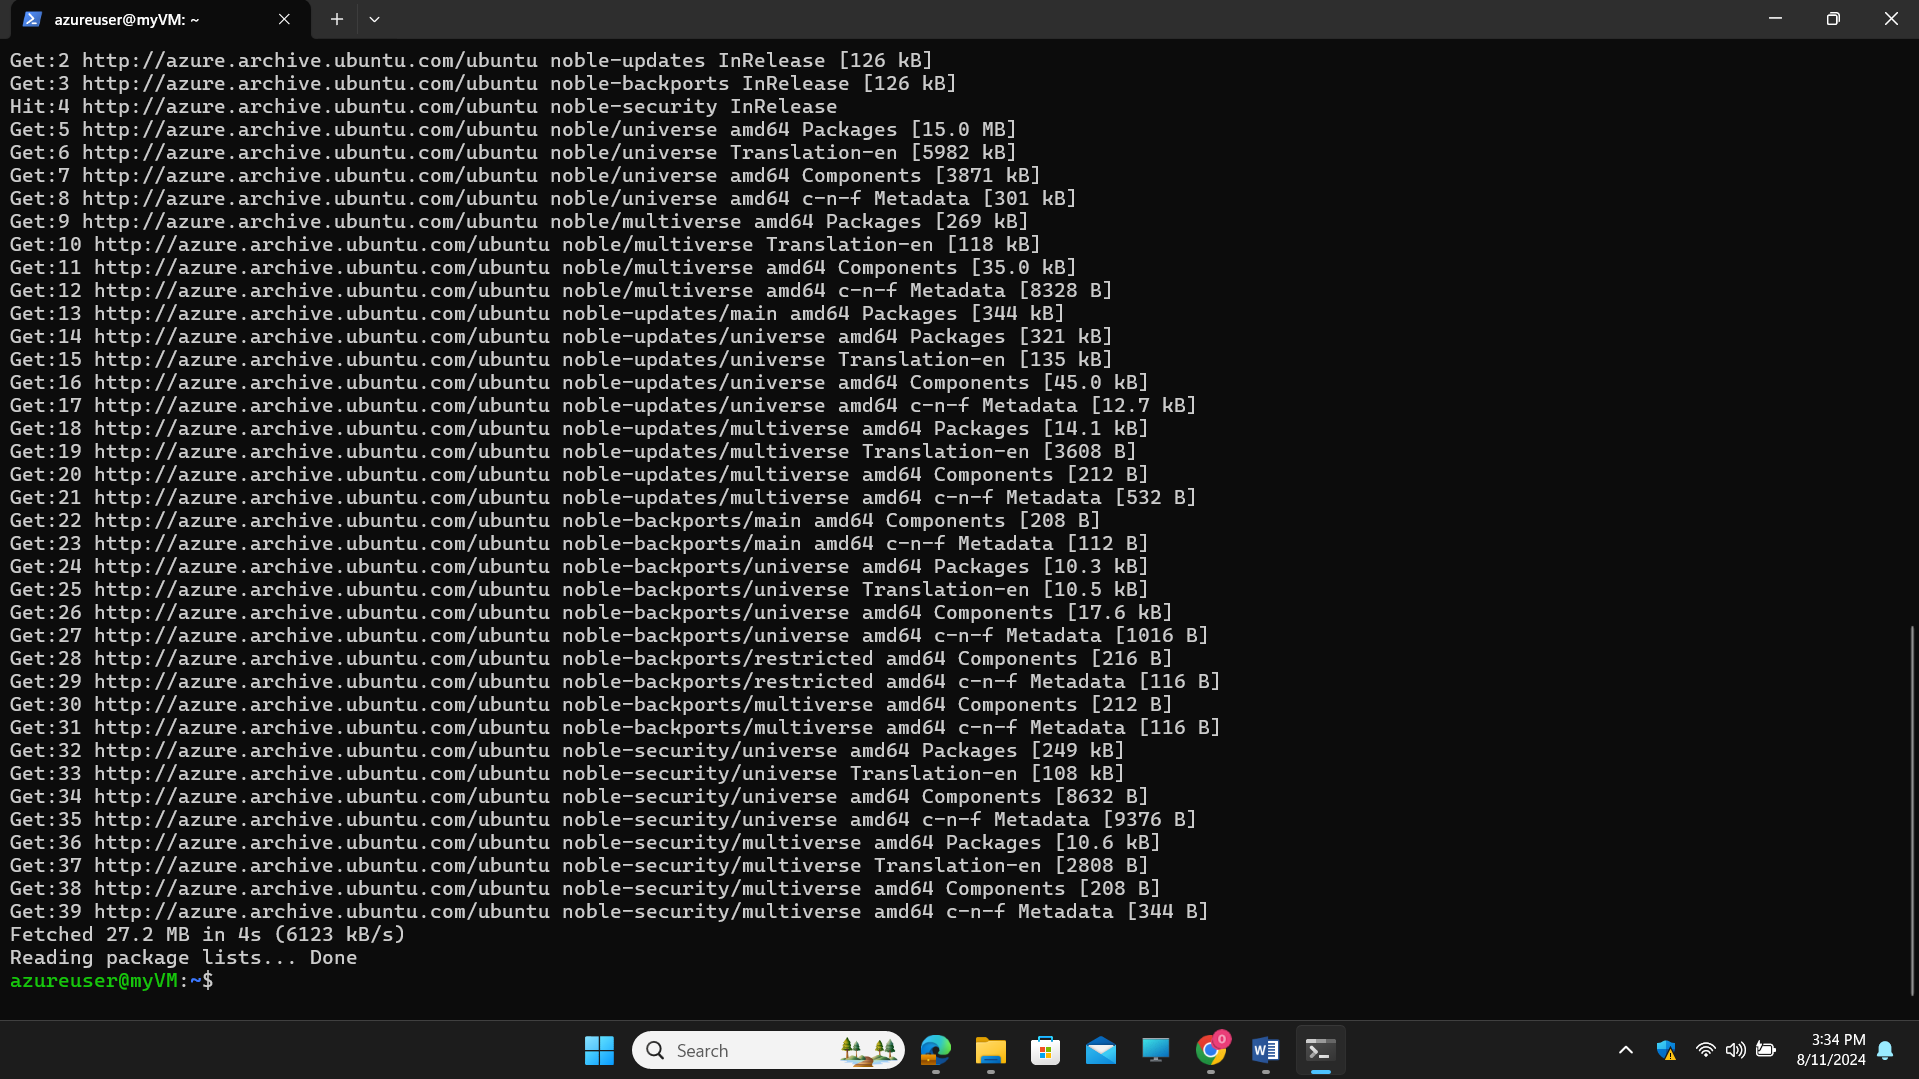 azureuser@myVM: ~
Get:2 http://azure.archive.ubuntu.com/ubuntu noble-updates InRelease [126 kB]
Get:3 http://azure.archive.ubuntu.com/ubuntu noble-backports InRelease [126 kB]
Hit:4 http://azure.archive.ubuntu.com/ubuntu noble-security InRelease
Get:5 http://azure.archive.ubuntu.com/ubuntu noble/universe amd64 Packages [15.0 MB]
Get:6 http://azure.archive.ubuntu.com/ubuntu noble/universe Translation-en [5982 kB]
Get:7 http://azure.archive.ubuntu.com/ubuntu noble/universe amd64 Components [3871 kB]
Get:8 http://azure.archive.ubuntu.com/ubuntu noble/universe amd64 c-n-f Metadata [301 kB]
Get:9 http://azure.archive.ubuntu.com/ubuntu noble/multiverse amd64 Packages [269 kB]
Get:10 http://azure.archive.ubuntu.com/ubuntu noble/multiverse Translation-en [118 kB]
Get:11 http://azure.archive.ubuntu.com/ubuntu noble/multiverse amd64 Components [35.0 kB]
Get:12 http://azure.archive.ubuntu.com/ubuntu noble/multiverse amd64 c-n-f Metadata [8328 B]
Get:13 http://azure.archive.ubuntu.com/ubuntu noble-updates/main amd64 Packages [344 kB]
Get:14 http://azure.archive.ubuntu.com/ubuntu noble-updates/universe amd64 Packages [321 kB]
Get:15 http://azure.archive.ubuntu.com/ubuntu noble-updates/universe Translation-en [135 kB]
Get:16 http://azure.archive.ubuntu.com/ubuntu noble-updates/universe amd64 Components [45.0 kB]
Get:17 http://azure.archive.ubuntu.com/ubuntu noble-updates/universe amd64 c-n-f Metadata [12.7 kB]
Get:18 http://azure.archive.ubuntu.com/ubuntu noble-updates/multiverse amd64 Packages [14.1 kB]
Get:19 http://azure.archive.ubuntu.com/ubuntu noble-updates/multiverse Translation-en [3608 B]
Get:20 http://azure.archive.ubuntu.com/ubuntu noble-updates/multiverse amd64 Components [212 B]
Get:21 http://azure.archive.ubuntu.com/ubuntu noble-updates/multiverse amd64 c-n-f Metadata [532 B]
Get:22 http://azure.archive.ubuntu.com/ubuntu noble-backports/main amd64 Components [208 B]
Get:23 http://azure.archive.ubuntu.com/ubuntu noble-backports/main amd64 c-n-f Metadata [112 B]
Get:24 http://azure.archive.ubuntu.com/ubuntu noble-backports/universe amd64 Packages [10.3 kB]
Get:25 http://azure.archive.ubuntu.com/ubuntu noble-backports/universe Translation-en [10.5 kB]
Get:26 http://azure.archive.ubuntu.com/ubuntu noble-backports/universe amd64 Components [17.6 kB]
Get:27 http://azure.archive.ubuntu.com/ubuntu noble-backports/universe amd64 c-n-f Metadata [1016 B]
Get:28 http://azure.archive.ubuntu.com/ubuntu noble-backports/restricted amd64 Components [216 B]
Get:29 http://azure.archive.ubuntu.com/ubuntu noble-backports/restricted amd64 c-n-f Metadata [116 B]
Get:30 http://azure.archive.ubuntu.com/ubuntu noble-backports/multiverse amd64 Components [212 B]
Get:31 http://azure.archive.ubuntu.com/ubuntu noble-backports/multiverse amd64 c-n-f Metadata [116 B]
Get:32 http://azure.archive.ubuntu.com/ubuntu noble-security/universe amd64 Packages [249 kB]
Get:33 http://azure.archive.ubuntu.com/ubuntu noble-security/universe Translation-en [108 kB]
Get:34 http://azure.archive.ubuntu.com/ubuntu noble-security/universe amd64 Components [8632 B]
Get:35 http://azure.archive.ubuntu.com/ubuntu noble-security/universe amd64 c-n-f Metadata [9376 B]
Get:36 http://azure.archive.ubuntu.com/ubuntu noble-security/multiverse amd64 Packages [10.6 kB]
Get:37 http://azure.archive.ubuntu.com/ubuntu noble-security/multiverse Translation-en [2808 B]
Get:38 http://azure.archive.ubuntu.com/ubuntu noble-security/multiverse amd64 Components [208 B]
Get:39 http://azure.archive.ubuntu.com/ubuntu noble-security/multiverse amd64 c-n-f Metadata [344 B]
Fetched 27.2 MB in 4s (6123 kB/s)
Reading package lists... Done
azureuser@myVM:~$
Search
0
W
3:34 PM
8/11/2024